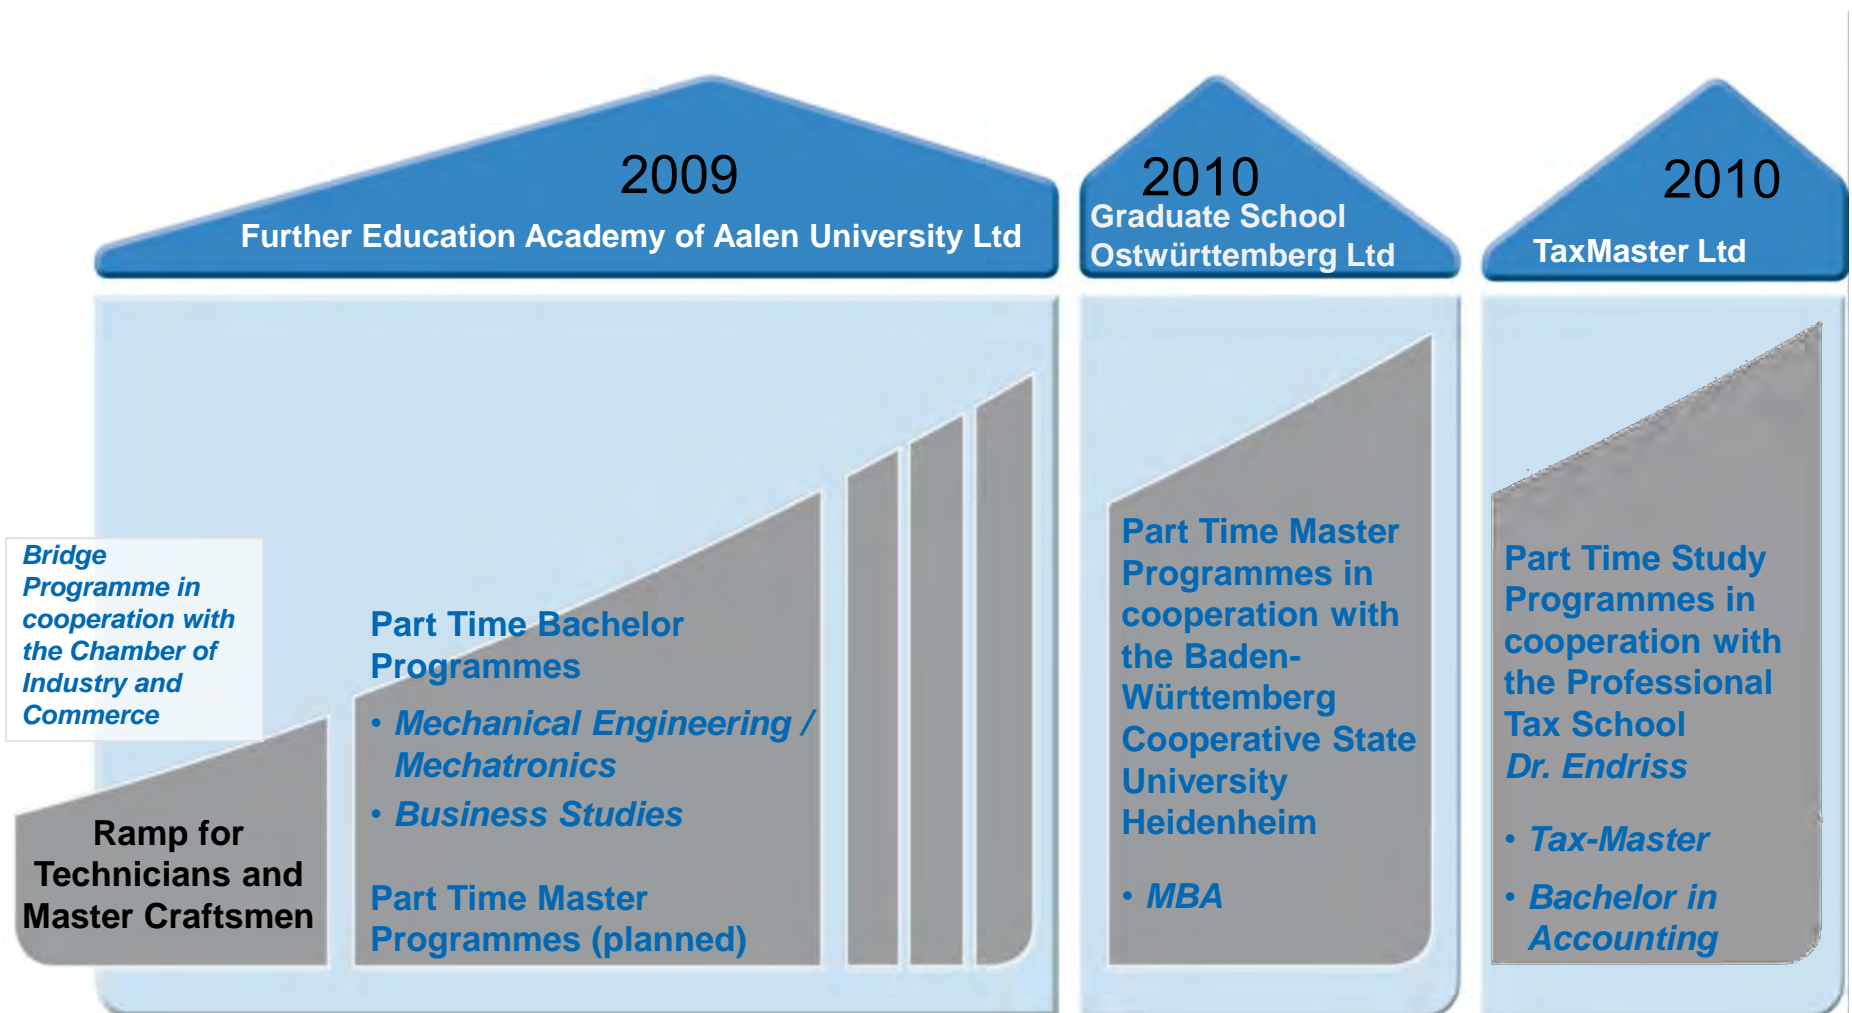 2009
Further Education Academy of Aalen University Ltd
2010
Graduate School
Ostwürttemberg Ltd
2010
TaxMaster Ltd
Bridge
Programme in
cooperation with
the Chamber of
Industry and
Commerce
Ramp for
Technicians and
Master Craftsmen
Part Time Bachelor
Programmes
• Mechanical Engineering /
Mechatronics
• Business Studies
Part Time Master
Programmes (planned)
Part Time Master
Programmes in
cooperation with
the Baden-
Württemberg
Cooperative State
University
Heidenheim
• MBA
Part Time Study
Programmes in
cooperation with
the Professional
Tax School
Dr. Endriss
• Tax-Master
• Bachelor in
Accounting